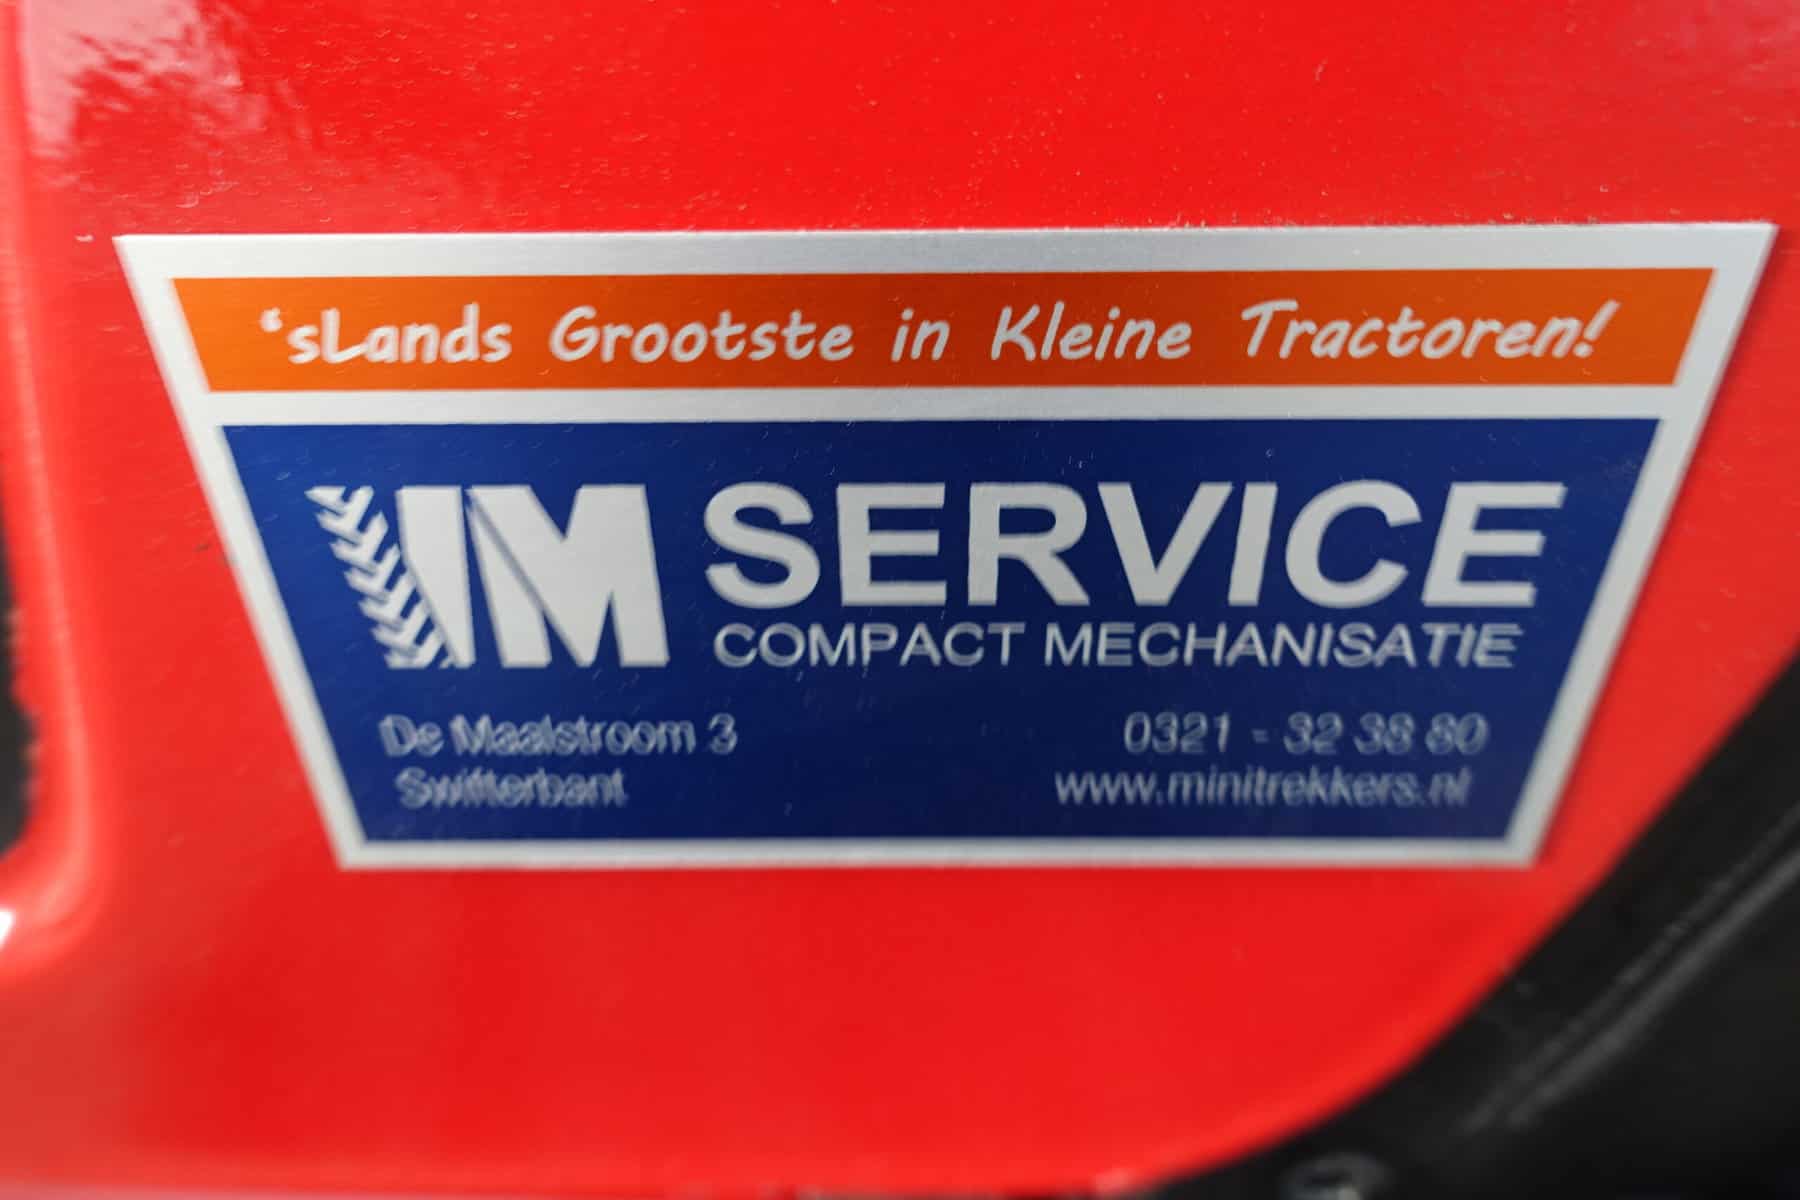 'sLands Grootste in Kleine Tractoren!
IM SERVICE
COMPACT MECHANISATIE
De Maalstroom 3
Swifterbant
0321 - 32 38 80
www.minitrekkers.nl